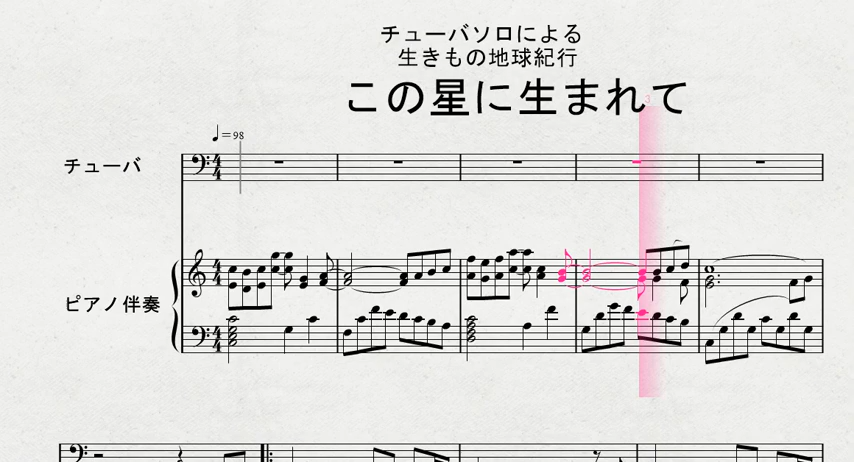 チューバソロによる
生きもの地球紀行
この星に生まれて
3
♩=98
チューバ
ピアノ伴奏